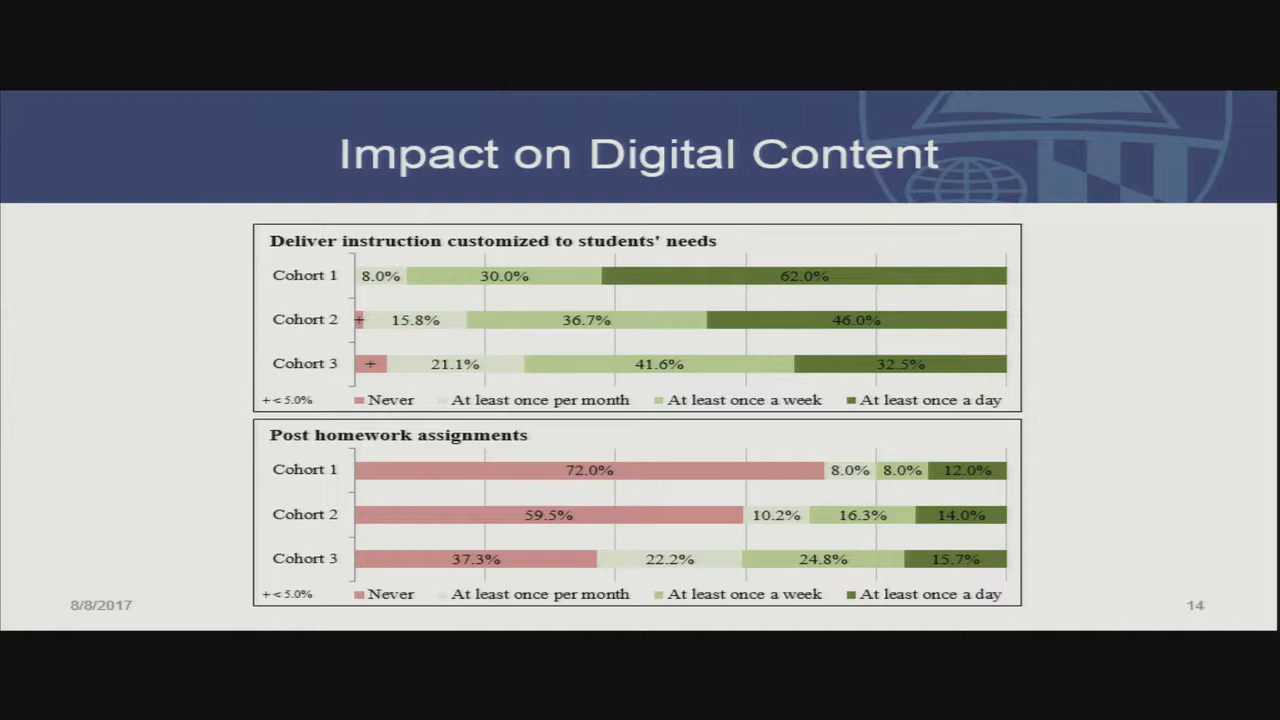 Impact on Digital Content
Deliver instruction customized to students' needs
Cohort 1 8.0% 30.0% 62.0%
Cohort 2 + 15.8% 36.7% 46.0%
Cohort 3 + 21.1% 41.6% 32.5%
+ < 5.0% Never At least once per month At least once a week At least once a day
Post homework assignments
Cohort 1 72.0% 8.0% 8.0% 12.0%
Cohort 2 59.5% 10.2% 16.3% 14.0%
Cohort 3 37.3% 22.2% 24.8% 15.7%
+ < 5.0% Never At least once per month At least once a week At least once a day
8/8/2017 14